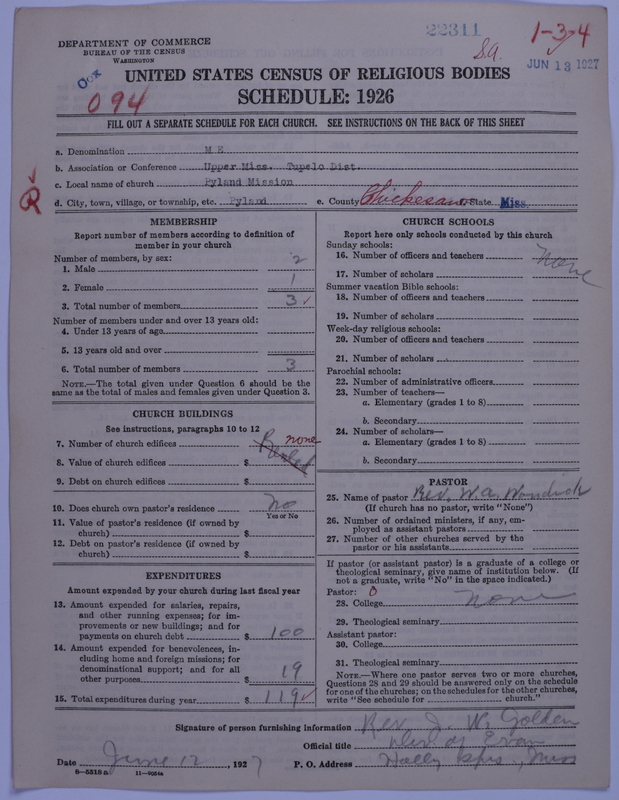 22311
1-3-4
DEPARTMENT OF COMMERCE
BUREAU OF THE CENSUS
WASHINGTON
S.A.
JUN 13 1927
094
UNITED STATES CENSUS OF RELIGIOUS BODIES
SCHEDULE: 1926
FILL OUT A SEPARATE SCHEDULE FOR EACH CHURCH. SEE INSTRUCTIONS ON THE BACK OF THIS SHEET
a. Denomination M E
b. Association or Conference Upper Miss. Tupelo Dist.
c. Local name of church Pyland Mission
d. City, town, village, or township, etc. Pyland e. County Chickesaw State Miss.
R
MEMBERSHIP
Report number of members according to definition of
member in your church
Number of members, by sex:
1. Male 2
2. Female 1
3. Total number of members 3
Number of members under and over 13 years old:
4. Under 13 years of age
5. 13 years old and over
6. Total number of members 3
NOTE.—The total given under Question 6 should be the
same as the total of males and females given under Question 3.
CHURCH BUILDINGS
See instructions, paragraphs 10 to 12
7. Number of church edifices none
8. Value of church edifices $
9. Debt on church edifices $
10. Does church own pastor's residence no
Yes or No
11. Value of pastor's residence (if owned by
church) $
12. Debt on pastor's residence (if owned by
church) $
EXPENDITURES
Amount expended by your church during last fiscal year
13. Amount expended for salaries, repairs,
and other running expenses; for im-
provements or new buildings; and for
payments on church debt $ 100
14. Amount expended for benevolences, in-
cluding home and foreign missions; for
denominational support; and for all
other purposes $ 19
15. Total expenditures during year $ 119
CHURCH SCHOOLS
Report here only schools conducted by this church
Sunday schools:
16. Number of officers and teachers None
17. Number of scholars
Summer vacation Bible schools:
18. Number of officers and teachers
19. Number of scholars
Week-day religious schools:
20. Number of officers and teachers
21. Number of scholars
Parochial schools:
22. Number of administrative officers
23. Number of teachers—
a. Elementary (grades 1 to 8)
b. Secondary
24. Number of scholars—
a. Elementary (grades 1 to 8)
b. Secondary
PASTOR
25. Name of pastor Rev. W. A.
(If church has no pastor, write "None")
26. Number of ordained ministers, if any, em-
ployed as assistant pastors
27. Number of other churches served by the
pastor or his assistants
If pastor (or assistant pastor) is a graduate of a college or
theological seminary, give name of institution below. (If
not a graduate, write "No" in the space indicated.)
Pastor: 0
28. College none
29. Theological seminary
Assistant pastor:
30. College
31. Theological seminary
NOTE.—Where one pastor serves two or more churches,
Questions 28 and 29 should be answered only on the schedule
for one of the churches; on the schedules for the other churches,
write "See schedule for church."
Signature of person furnishing information Rev. J. W. Golden
Official title of Evan
Date June 12, 1927 P. O. Address Holly Spgs., Miss
8—5318 a 11—9054a